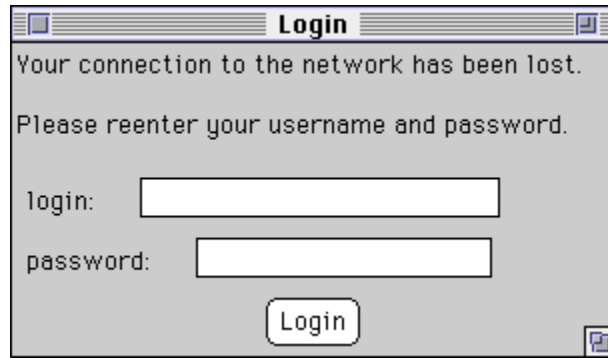 Login
Your connection to the network has been lost.
Please reenter your username and password.
login:
password:
Login